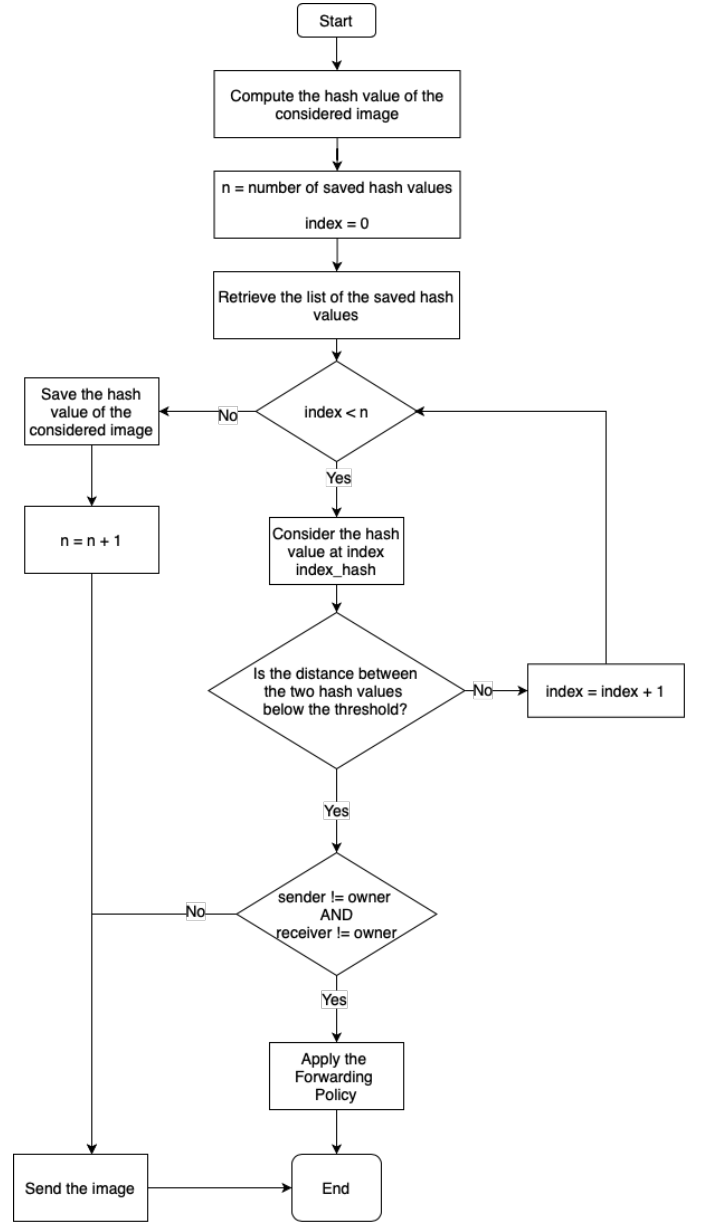 Start
Compute the hash value of the
considered image
n = number of saved hash values
index = 0
Retrieve the list of the saved hash
values
Save the hash
value of the
considered image
No
index < n
Yes
n = n + 1
Consider the hash
value at index
index_hash
Is the distance between
the two hash values
below the threshold?
No
index = index + 1
Yes
sender != owner
AND
receiver != owner
No
Yes
Apply the
Forwarding
Policy
Send the image
End